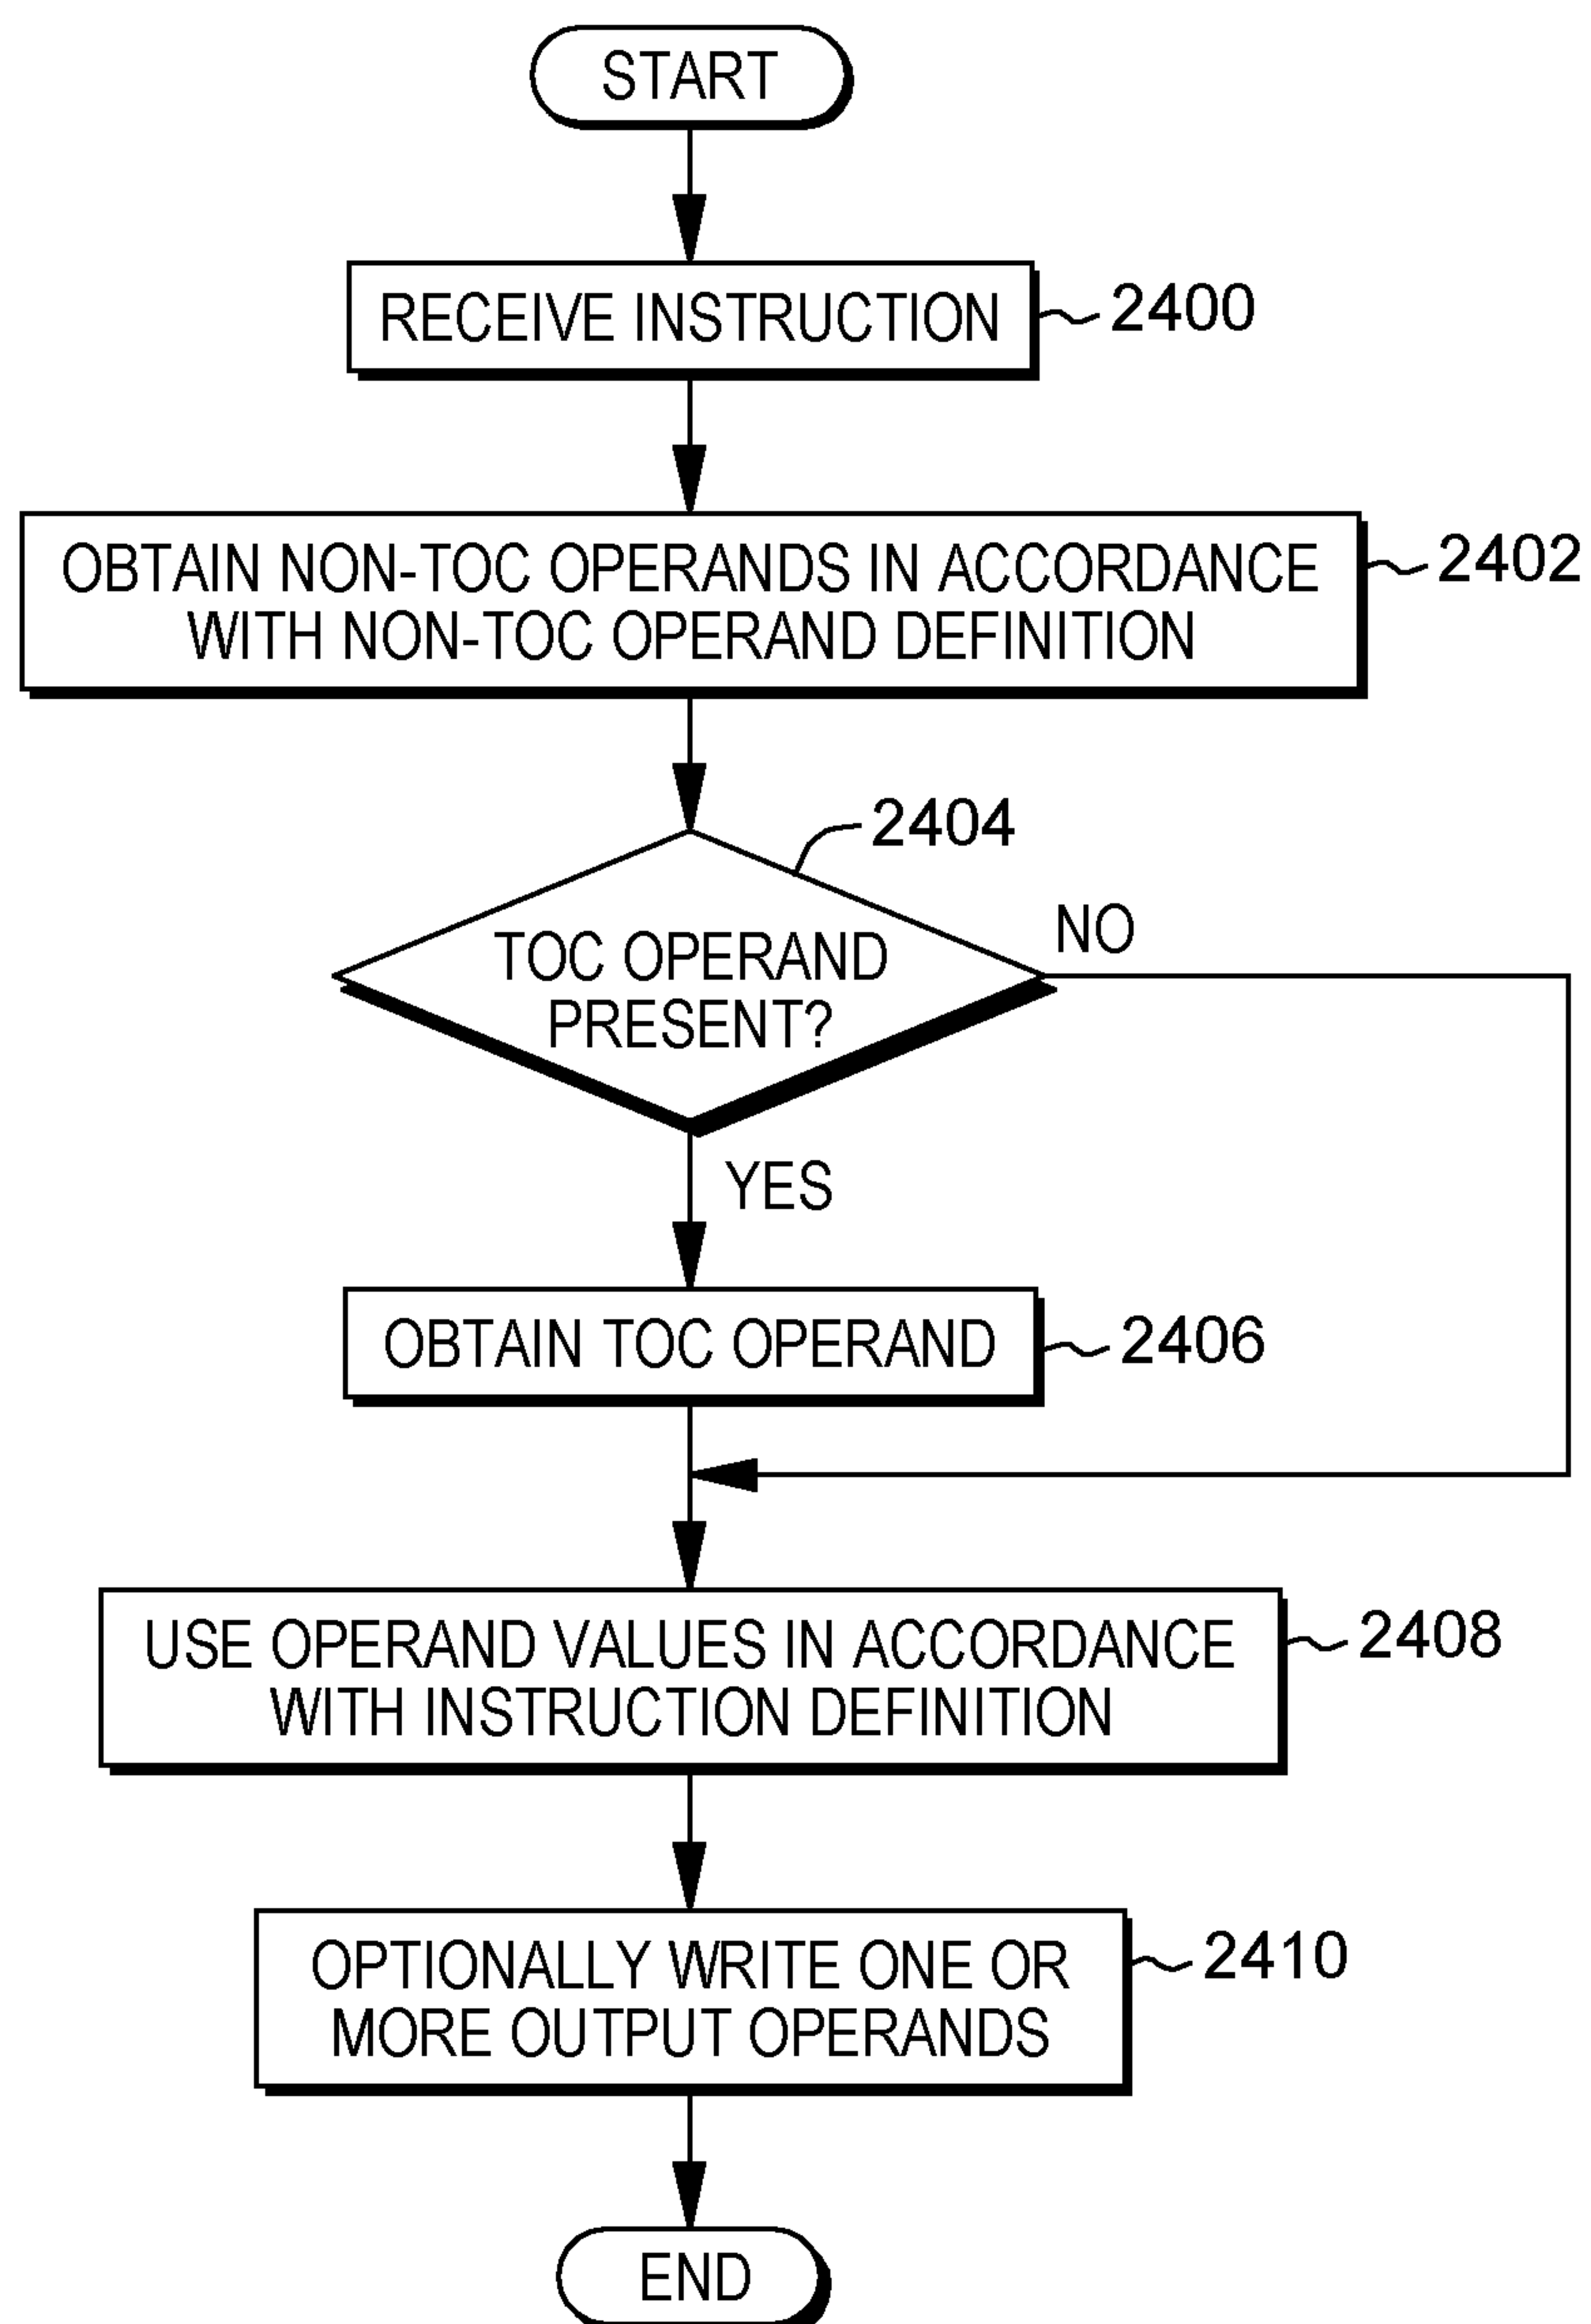 START
RECEIVE INSTRUCTION
2400
OBTAIN NON-TOC OPERANDS IN ACCORDANCE
WITH NON-TOC OPERAND DEFINITION
2402
2404
TOC OPERAND
PRESENT?
NO
YES
OBTAIN TOC OPERAND
2406
USE OPERAND VALUES IN ACCORDANCE
WITH INSTRUCTION DEFINITION
2408
OPTIONALLY WRITE ONE OR
MORE OUTPUT OPERANDS
2410
END